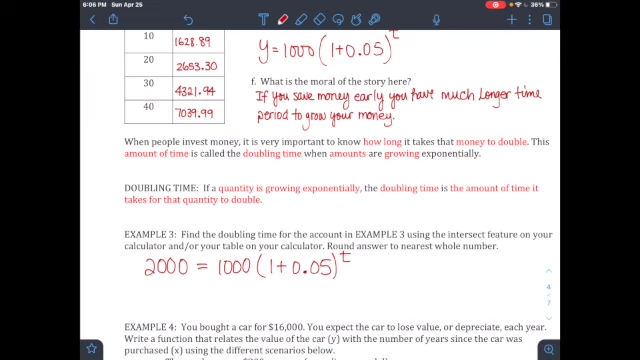 6:06 PM Sun Apr 25
36%
10 1628.89
20 2653.30
30 4321.94
40 7039.99
y = 1000 (1+0.05)^t
f. What is the moral of the story here?
If you save money early you have much longer time
period to grow your money.
When people invest money, it is very important to know how long it takes that money to double. This
amount of time is called the doubling time when amounts are growing exponentially.
DOUBLING TIME: If a quantity is growing exponentially, the doubling time is the amount of time it
takes for that quantity to double.
EXAMPLE 3: Find the doubling time for the account in EXAMPLE 3 using the intersect feature on your
calculator and/or your table on your calculator. Round answer to nearest whole number.
2000 = 1000 (1+0.05)^t
4
7
EXAMPLE 4: You bought a car for $16,000. You expect the car to lose value, or depreciate, each year.
Write a function that relates the value of the car (y) with the number of years since the car was
purchased (x) using the different scenarios below.